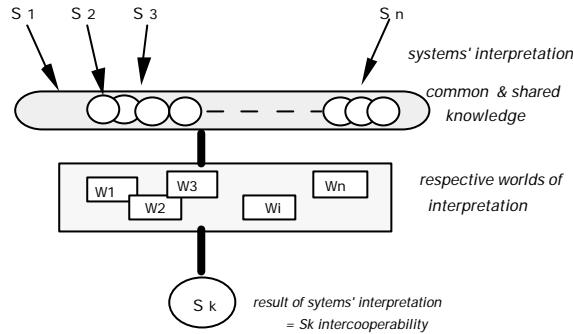 S 1 S 2 S 3 S n
systems' interpretation
common & shared
knowledge
W1 W2 W3 Wi Wn
respective worlds of
interpretation
S k
result of sytems' interpretation
= Sk intercooperability